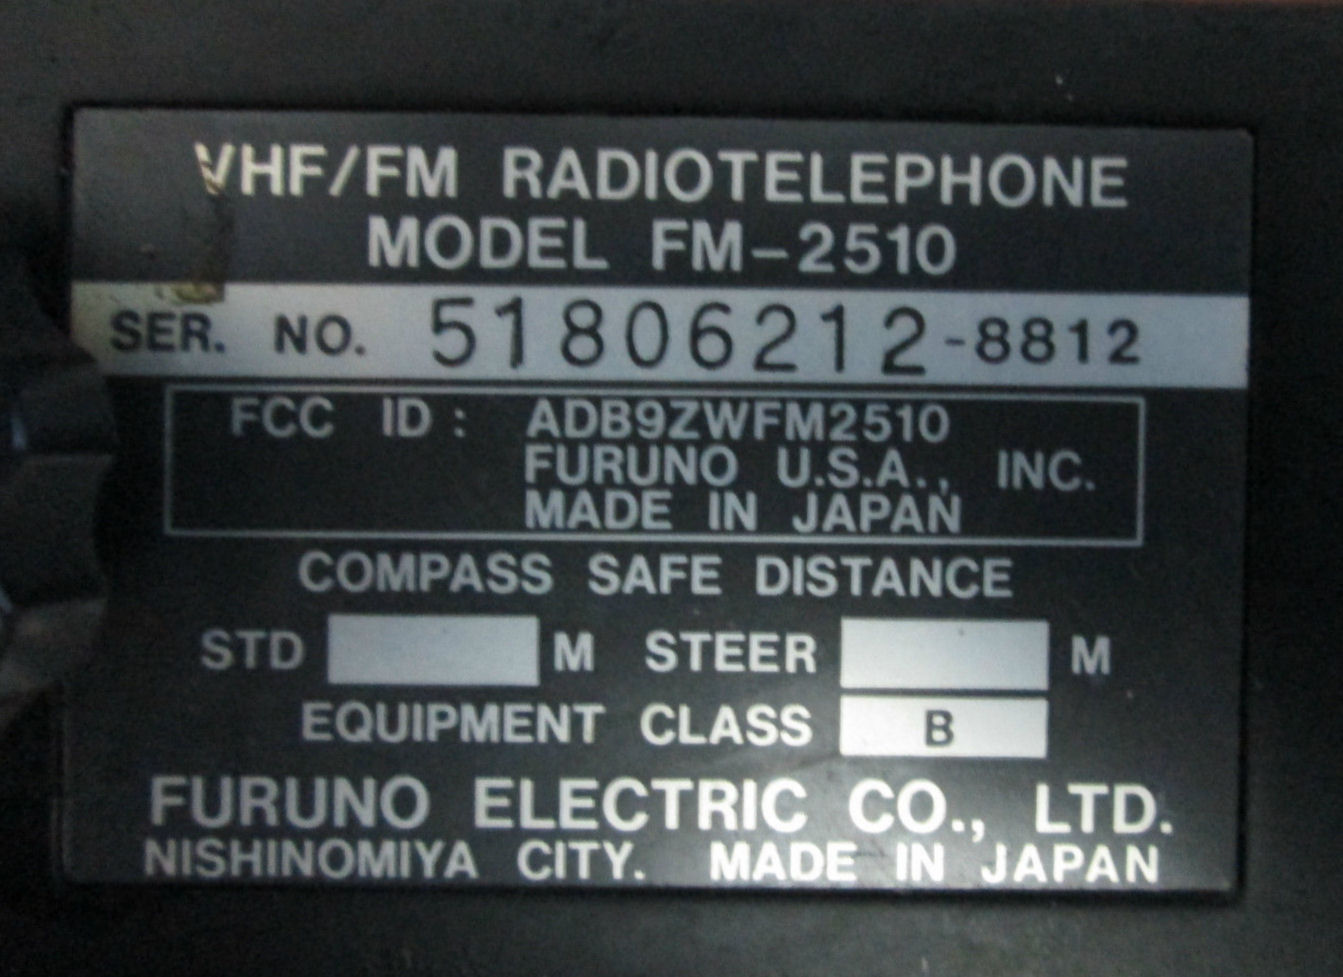 VHF/FM RADIOTELEPHONE
MODEL FM-2510
SER. NO. 51806212-8812
FCC ID: ADB9ZWFM2510
FURUNO U.S.A., INC.
MADE IN JAPAN
COMPASS SAFE DISTANCE
STD M STEER M
EQUIPMENT CLASS B
FURUNO ELECTRIC CO., LTD.
NISHINOMIYA CITY. MADE IN JAPAN